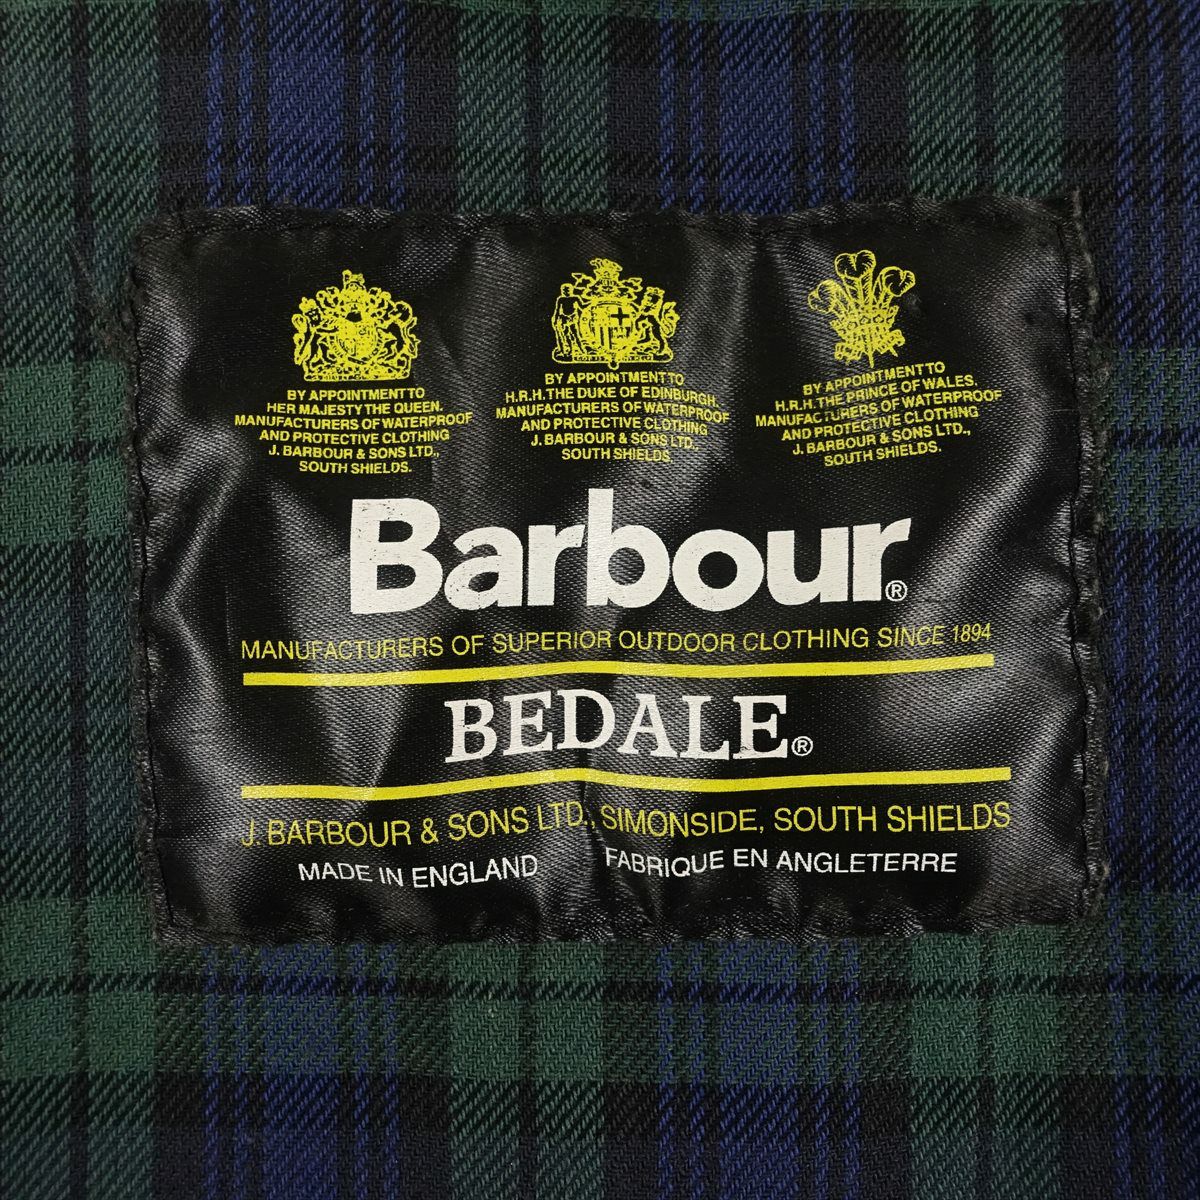 BY APPOINTMENT TO
HER MAJESTY THE QUEEN.
MANUFACTURERS OF WATERPROOF
AND PROTECTIVE CLOTHING
J. BARBOUR & SONS LTD.,
SOUTH SHIELDS.
BY APPOINTMENT TO
H.R.H. THE DUKE OF EDINBURGH.
MANUFACTURERS OF WATERPROOF
AND PROTECTIVE CLOTHING
J. BARBOUR & SONS LTD.,
SOUTH SHIELDS.
BY APPOINTMENT TO
H.R.H. THE PRINCE OF WALES.
MANUFACTURERS OF WATERPROOF
AND PROTECTIVE CLOTHING
J. BARBOUR & SONS LTD.,
SOUTH SHIELDS.
Barbour®
MANUFACTURERS OF SUPERIOR OUTDOOR CLOTHING SINCE 1894
BEDALE®
J. BARBOUR & SONS LTD., SIMONSIDE, SOUTH SHIELDS
MADE IN ENGLAND FABRIQUE EN ANGLETERRE